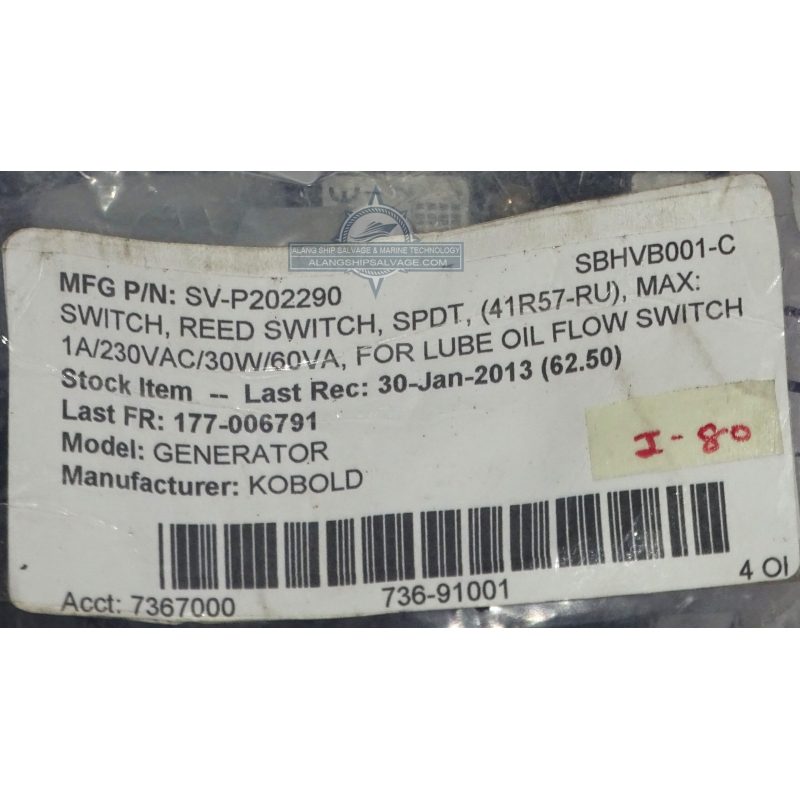 ALANG SHIP SALVAGE & MARINE TECHNOLOGY
ALANGSHIPSALVAGE.COM
SBHVB001-C
MFG P/N: SV-P202290
SWITCH, REED SWITCH, SPDT, (41R57-RU), MAX:
1A/230VAC/30W/60VA, FOR LUBE OIL FLOW SWITCH
Stock Item -- Last Rec: 30-Jan-2013 (62.50)
Last FR: 177-006791
Model: GENERATOR
Manufacturer: KOBOLD
I-80
Acct: 7367000 736-91001 4 OI